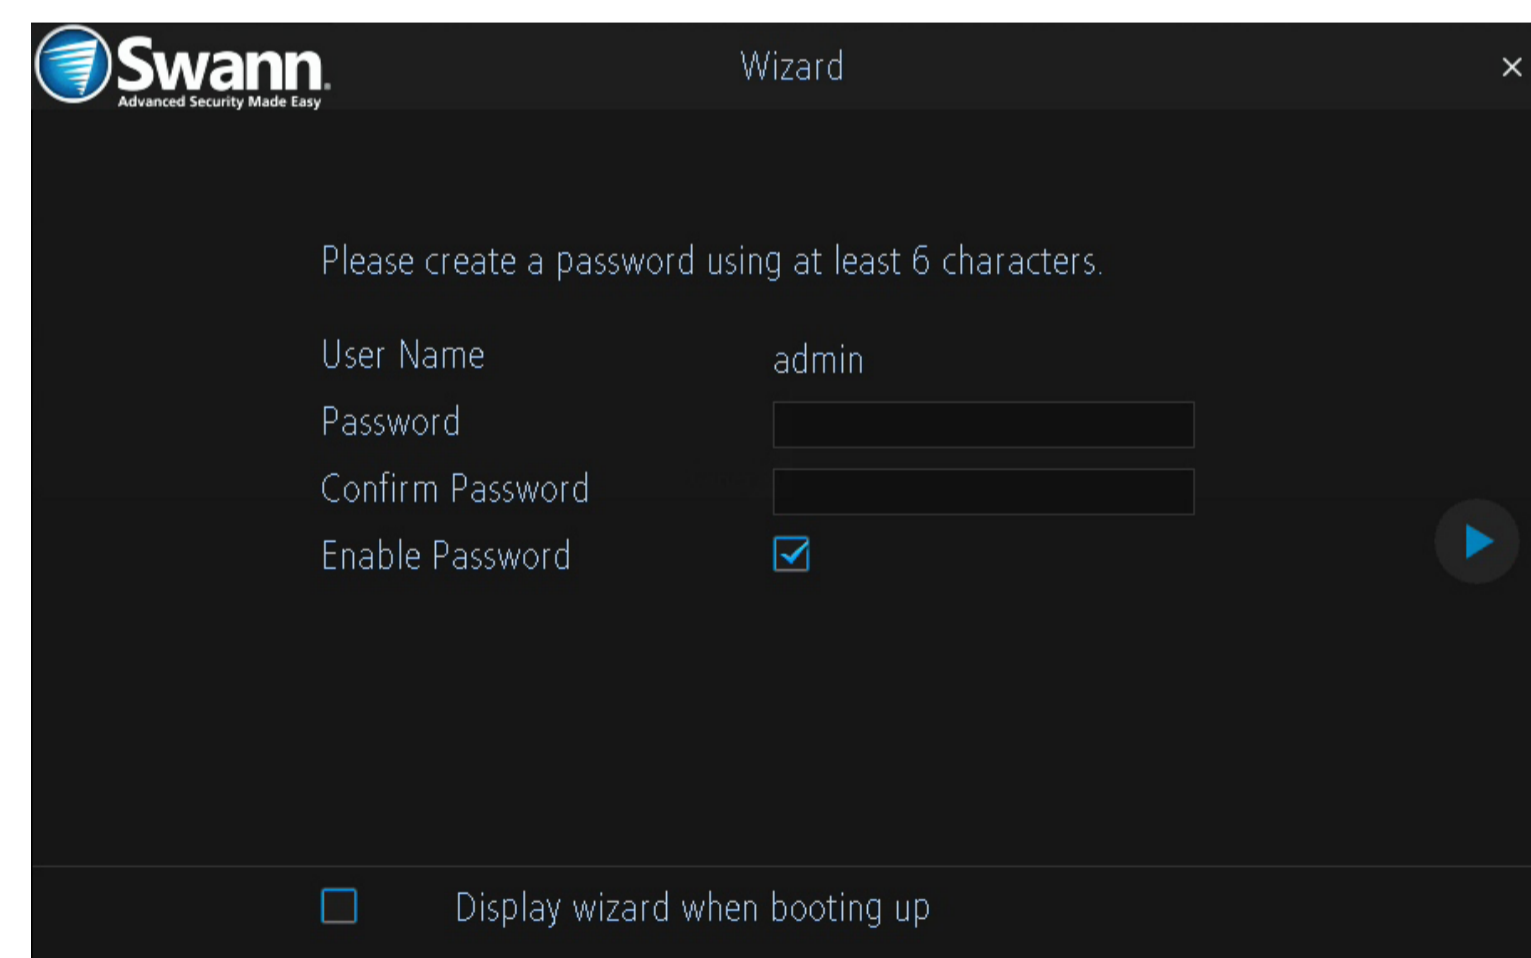 Swann.
Advanced Security Made Easy
Wizard
Please create a password using at least 6 characters.
User Name admin
Password
Confirm Password
Enable Password
Display wizard when booting up